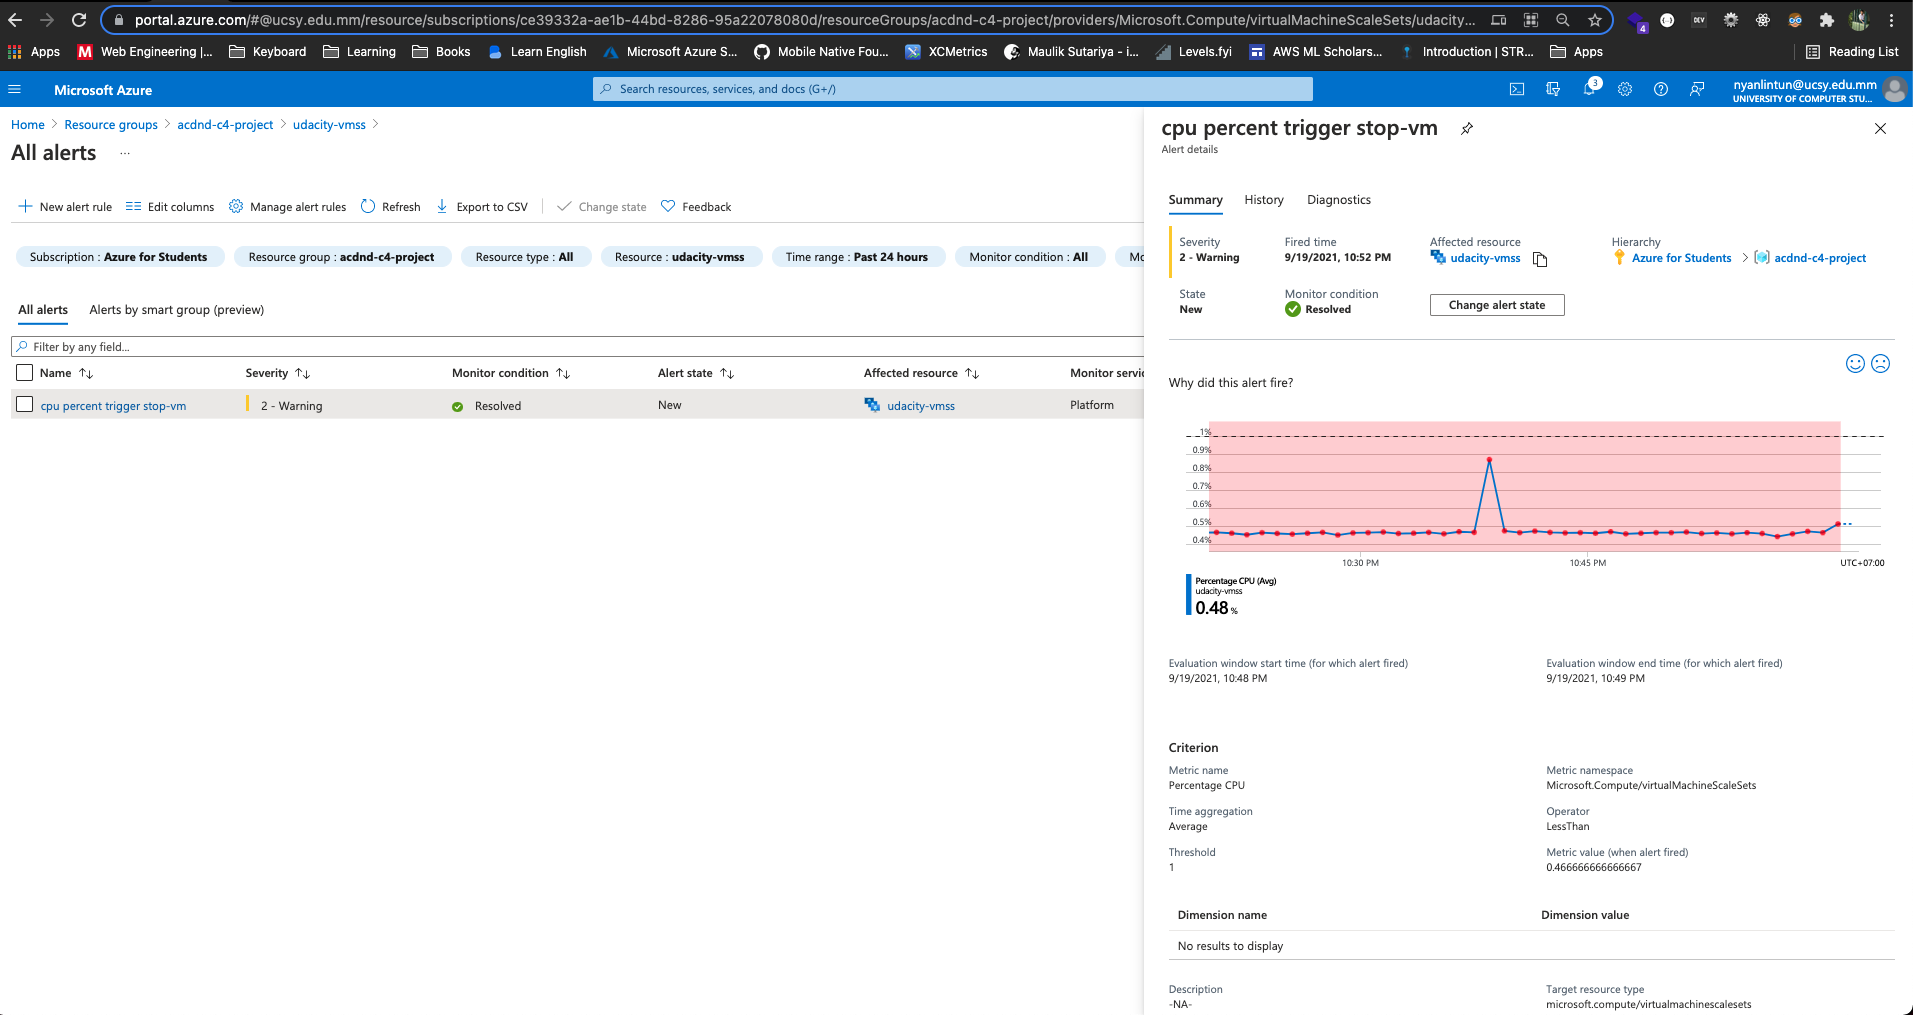 portal.azure.com/#@ucsy.edu.mm/resource/subscriptions/ce39332a-ae1b-44bd-8286-95a22078080d/resourceGroups/acdnd-c4-project/providers/Microsoft.Compute/virtualMachineScaleSets/udacity...
4
DEV
Apps
M Web Engineering |...
Keyboard
Learning
Books
Learn English
Microsoft Azure S...
Mobile Native Fou...
XCMetrics
Maulik Sutariya - i...
Levels.fyi
AWS ML Scholars...
Introduction | STR...
Apps
Reading List
Microsoft Azure
Search resources, services, and docs (G+/)
3
nyanlintun@ucsy.edu.mm
UNIVERSITY OF COMPUTER STU...
Home > Resource groups > acdnd-c4-project > udacity-vmss >
All alerts ...
New alert rule
Edit columns
Manage alert rules
Refresh
Export to CSV
Change state
Feedback
Subscription : Azure for Students
Resource group : acdnd-c4-project
Resource type : All
Resource : udacity-vmss
Time range : Past 24 hours
Monitor condition : All
Mo
All alerts
Alerts by smart group (preview)
Filter by any field...
Name ↑↓
Severity ↑↓
Monitor condition ↑↓
Alert state ↑↓
Affected resource ↑↓
Monitor servic
cpu percent trigger stop-vm
2 - Warning
Resolved
New
udacity-vmss
Platform
cpu percent trigger stop-vm
Alert details
Summary
History
Diagnostics
Severity
2 - Warning
Fired time
9/19/2021, 10:52 PM
Affected resource
udacity-vmss
Hierarchy
Azure for Students > acdnd-c4-project
State
New
Monitor condition
Resolved
Change alert state
Why did this alert fire?
1%
0.9%
0.8%
0.7%
0.6%
0.5%
0.4%
10:30 PM
10:45 PM
UTC+07:00
Percentage CPU (Avg)
udacity-vmss
0.48 %
Evaluation window start time (for which alert fired)
9/19/2021, 10:48 PM
Evaluation window end time (for which alert fired)
9/19/2021, 10:49 PM
Criterion
Metric name
Percentage CPU
Metric namespace
Microsoft.Compute/virtualMachineScaleSets
Time aggregation
Average
Operator
LessThan
Threshold
1
Metric value (when alert fired)
0.466666666666667
Dimension name
Dimension value
No results to display
Description
-NA-
Target resource type
microsoft.compute/virtualmachinescalesets